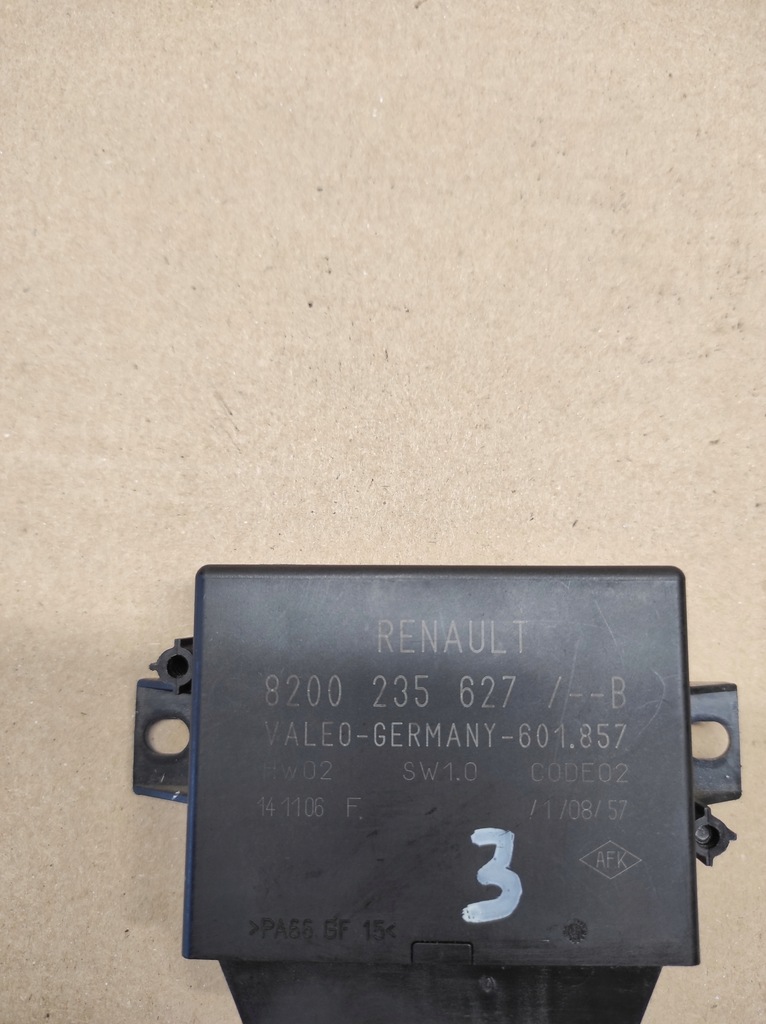 RENAULT
8200 235 627 /--B
VALEO-GERMANY-601.857
HW02 SW1.0 CODE02
141106 F. /1/08/57
3
AFK
>PA66 GF 15<